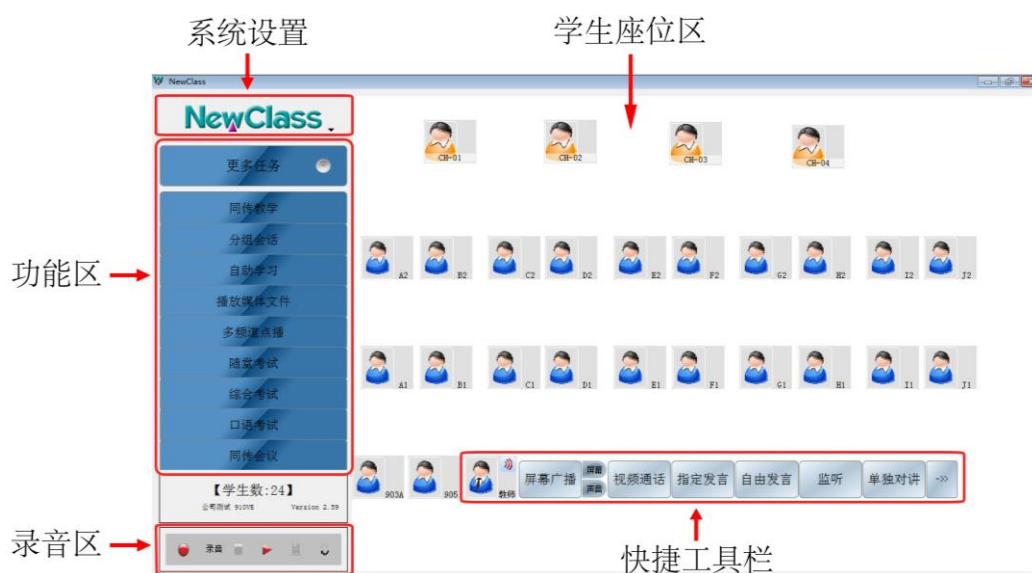 系统设置
学生座位区
NewClass
NewClass
CH-01
CH-02
CH-03
CH-04
更多任务
同传教学
分组会话
自助学习
播放媒体文件
多频道点播
随堂考试
综合考试
口语考试
同传会议
功能区
A2
B2
C2
D2
E2
F2
G2
H2
I2
J2
A1
B1
C1
D1
E1
F1
G1
H1
I1
J1
903A
905
教师
屏幕广播
屏幕
声音
视频通话
指定发言
自由发言
监听
单独对讲
->>
【学生数:24】
公司测试 910VE Version 2.59
录音区
录音
快捷工具栏